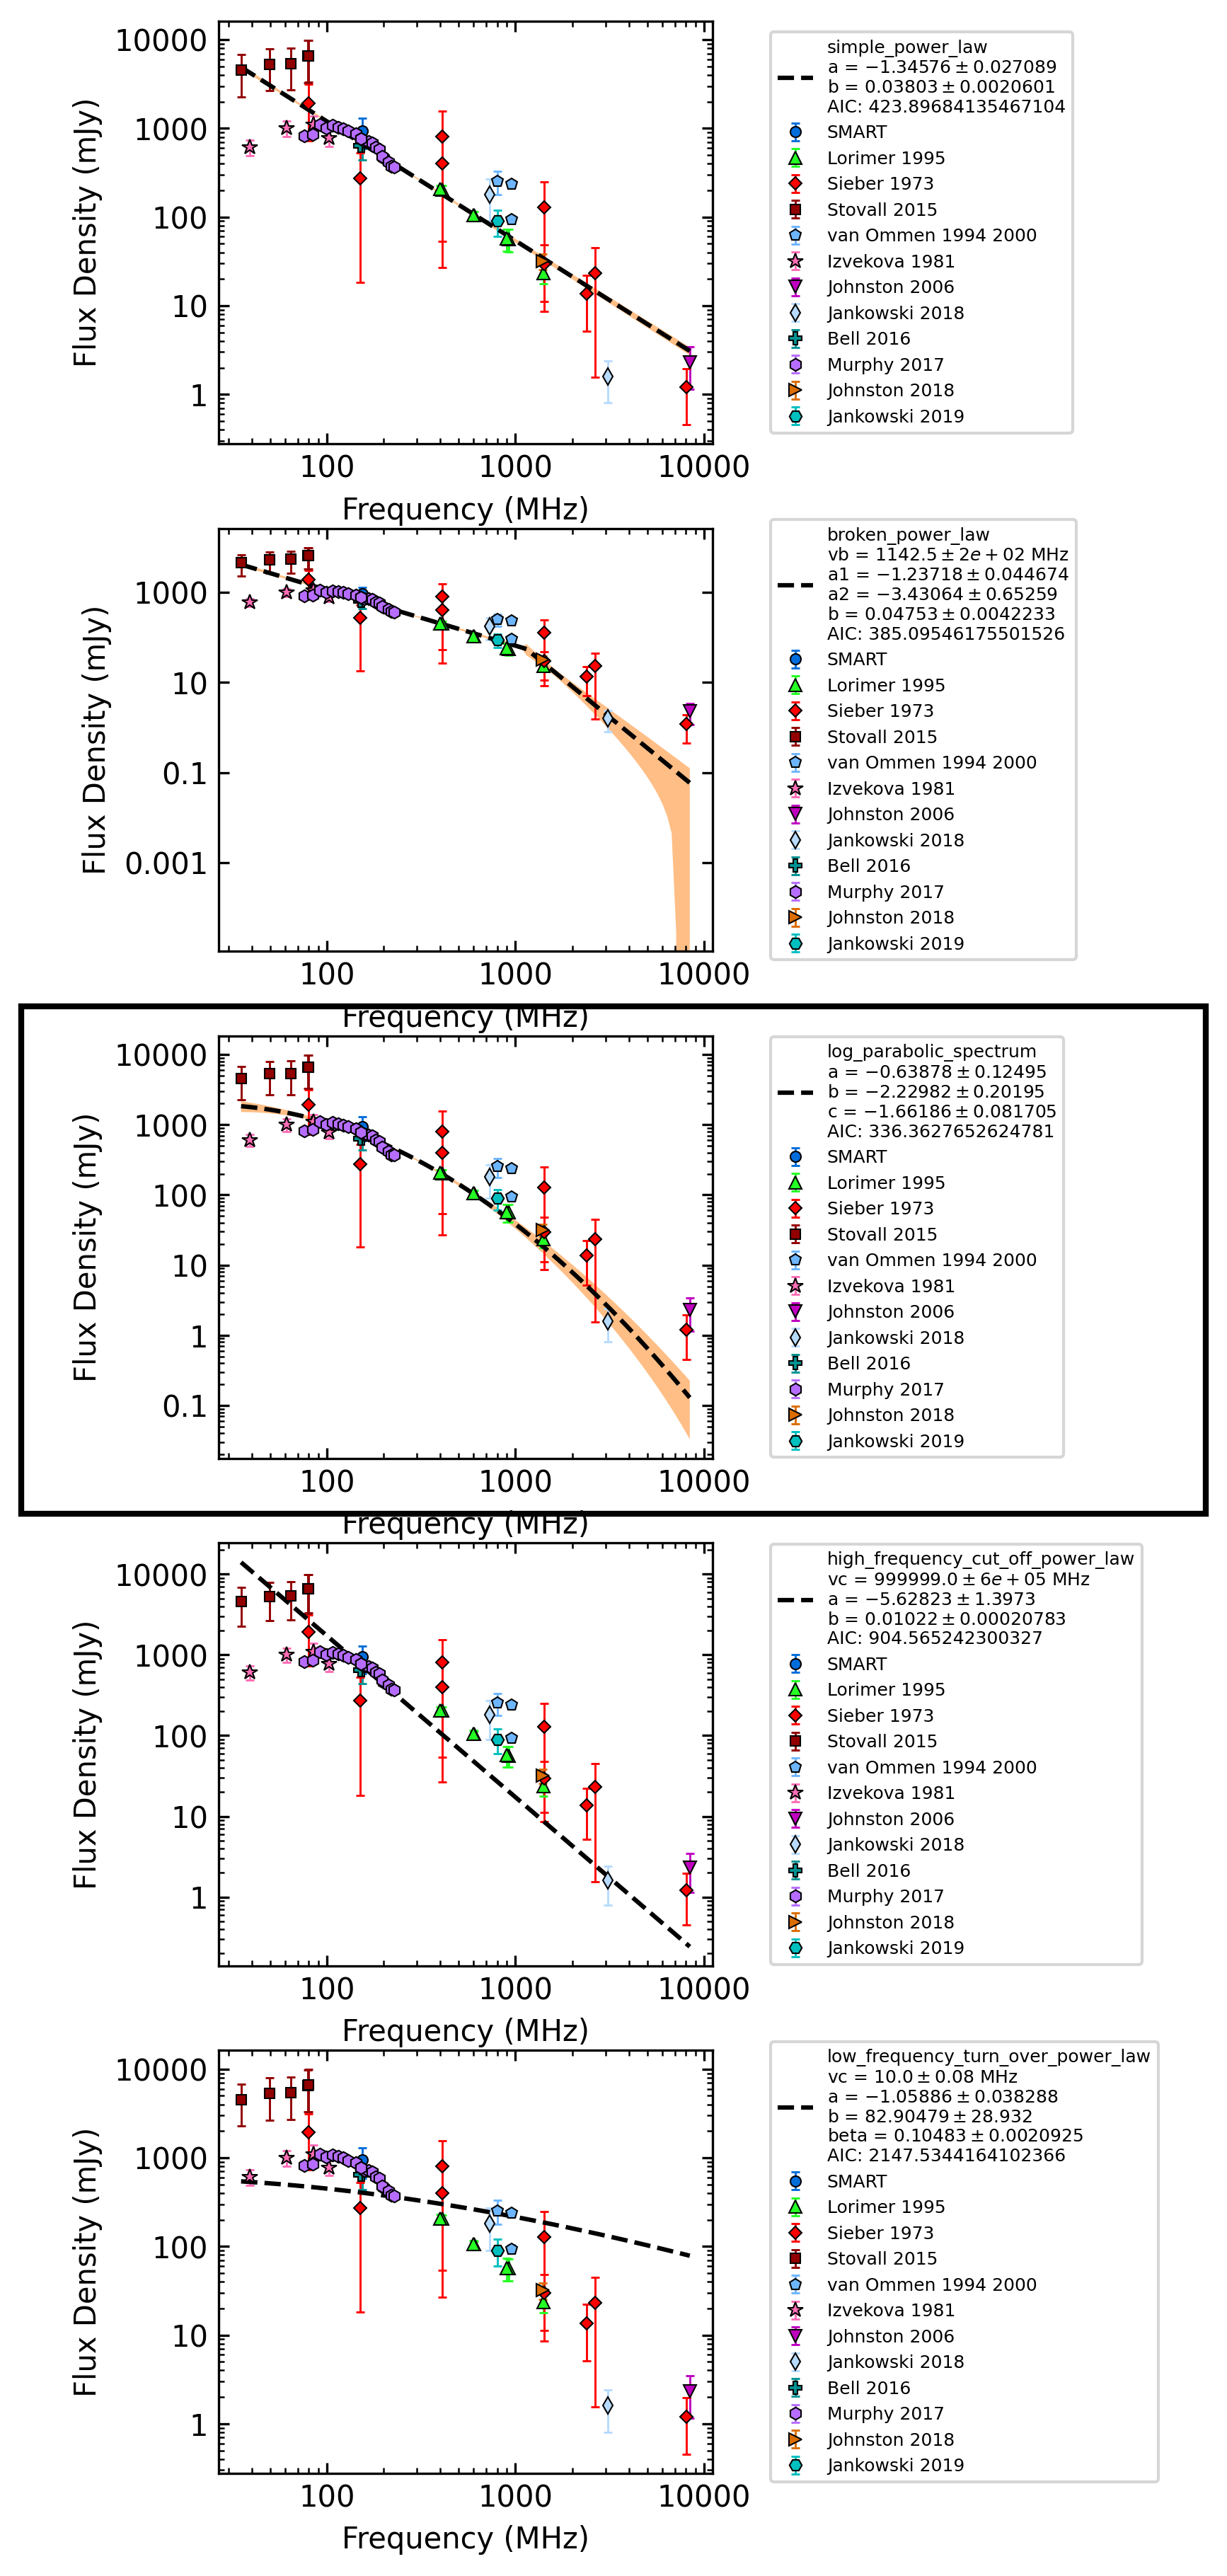 10000
1000
100
10
1
Flux Density (mJy)
100 1000 10000
Frequency (MHz)
simple_power_law
a = −1.34576 ± 0.027089
b = 0.03803 ± 0.0020601
AIC: 423.89684135467104
SMART
Lorimer 1995
Sieber 1973
Stovall 2015
van Ommen 1994 2000
Izvekova 1981
Johnston 2006
Jankowski 2018
Bell 2016
Murphy 2017
Johnston 2018
Jankowski 2019
1000
10
0.1
0.001
Flux Density (mJy)
100 1000 10000
Frequency (MHz)
broken_power_law
vb = 1142.5 ± 2e + 02 MHz
a1 = −1.23718 ± 0.044674
a2 = −3.43064 ± 0.65259
b = 0.04753 ± 0.0042233
AIC: 385.09546175501526
SMART
Lorimer 1995
Sieber 1973
Stovall 2015
van Ommen 1994 2000
Izvekova 1981
Johnston 2006
Jankowski 2018
Bell 2016
Murphy 2017
Johnston 2018
Jankowski 2019
10000
1000
100
10
1
0.1
Flux Density (mJy)
100 1000 10000
Frequency (MHz)
log_parabolic_spectrum
a = −0.63878 ± 0.12495
b = −2.22982 ± 0.20195
c = −1.66186 ± 0.081705
AIC: 336.3627652624781
SMART
Lorimer 1995
Sieber 1973
Stovall 2015
van Ommen 1994 2000
Izvekova 1981
Johnston 2006
Jankowski 2018
Bell 2016
Murphy 2017
Johnston 2018
Jankowski 2019
10000
1000
100
10
1
Flux Density (mJy)
100 1000 10000
Frequency (MHz)
high_frequency_cut_off_power_law
vc = 999999.0 ± 6e + 05 MHz
a = −5.62823 ± 1.3973
b = 0.01022 ± 0.00020783
AIC: 904.565242300327
SMART
Lorimer 1995
Sieber 1973
Stovall 2015
van Ommen 1994 2000
Izvekova 1981
Johnston 2006
Jankowski 2018
Bell 2016
Murphy 2017
Johnston 2018
Jankowski 2019
10000
1000
100
10
1
Flux Density (mJy)
100 1000 10000
Frequency (MHz)
low_frequency_turn_over_power_law
vc = 10.0 ± 0.08 MHz
a = −1.05886 ± 0.038288
b = 82.90479 ± 28.932
beta = 0.10483 ± 0.0020925
AIC: 2147.5344164102366
SMART
Lorimer 1995
Sieber 1973
Stovall 2015
van Ommen 1994 2000
Izvekova 1981
Johnston 2006
Jankowski 2018
Bell 2016
Murphy 2017
Johnston 2018
Jankowski 2019